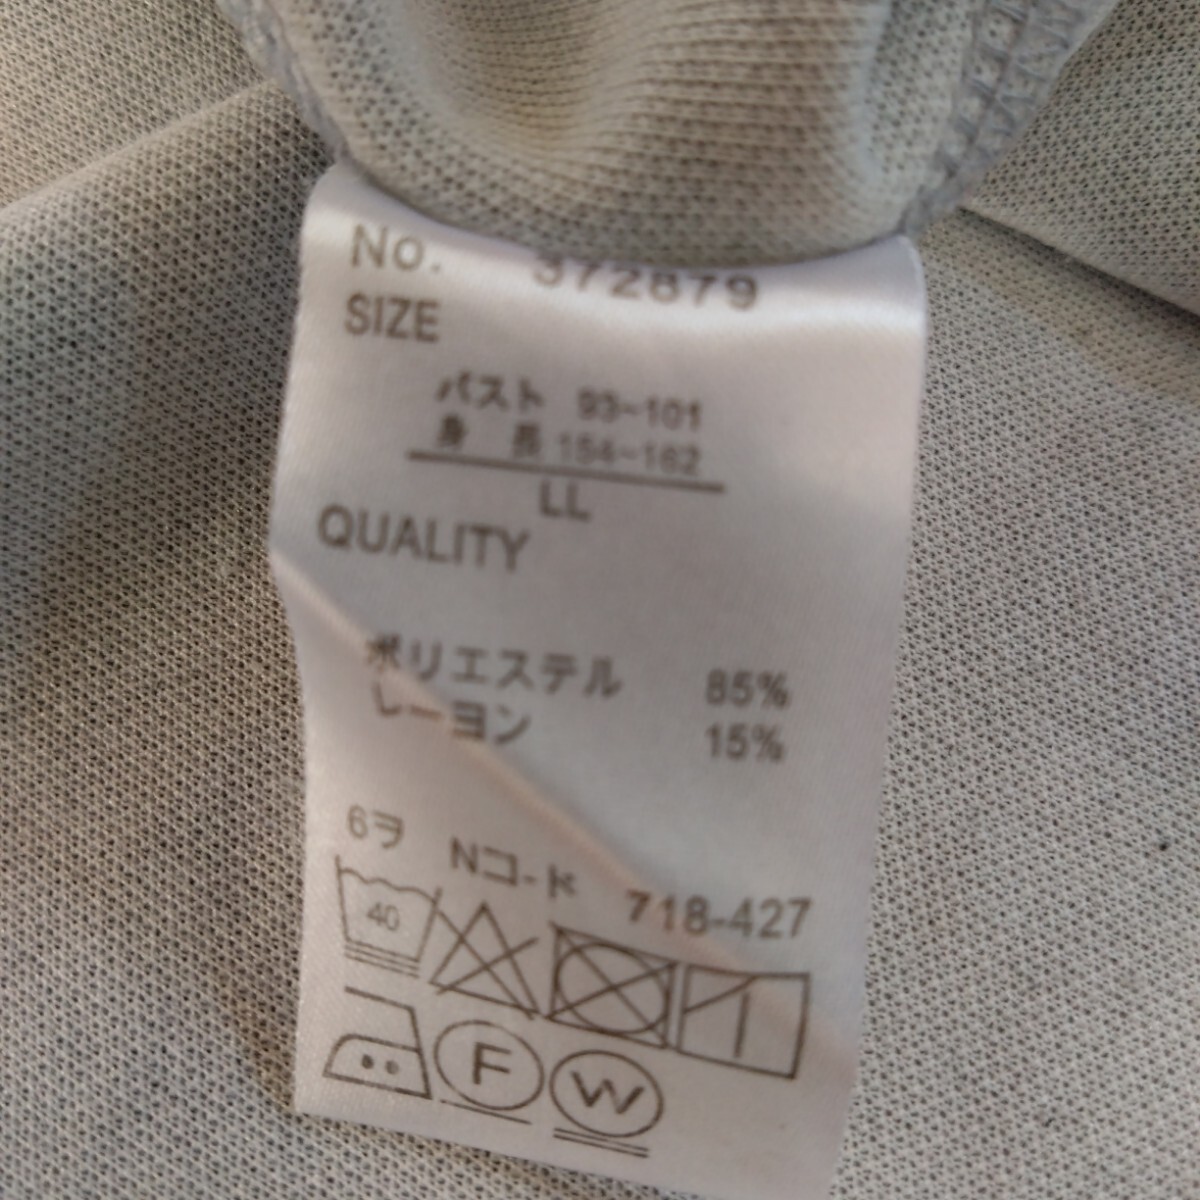 No. 372879
SIZE
バスト 93-101
身 長 154-162
LL
QUALITY
ポリエステル 85%
レーヨン 15%
6ヲ Nコード 718-427
40
F W